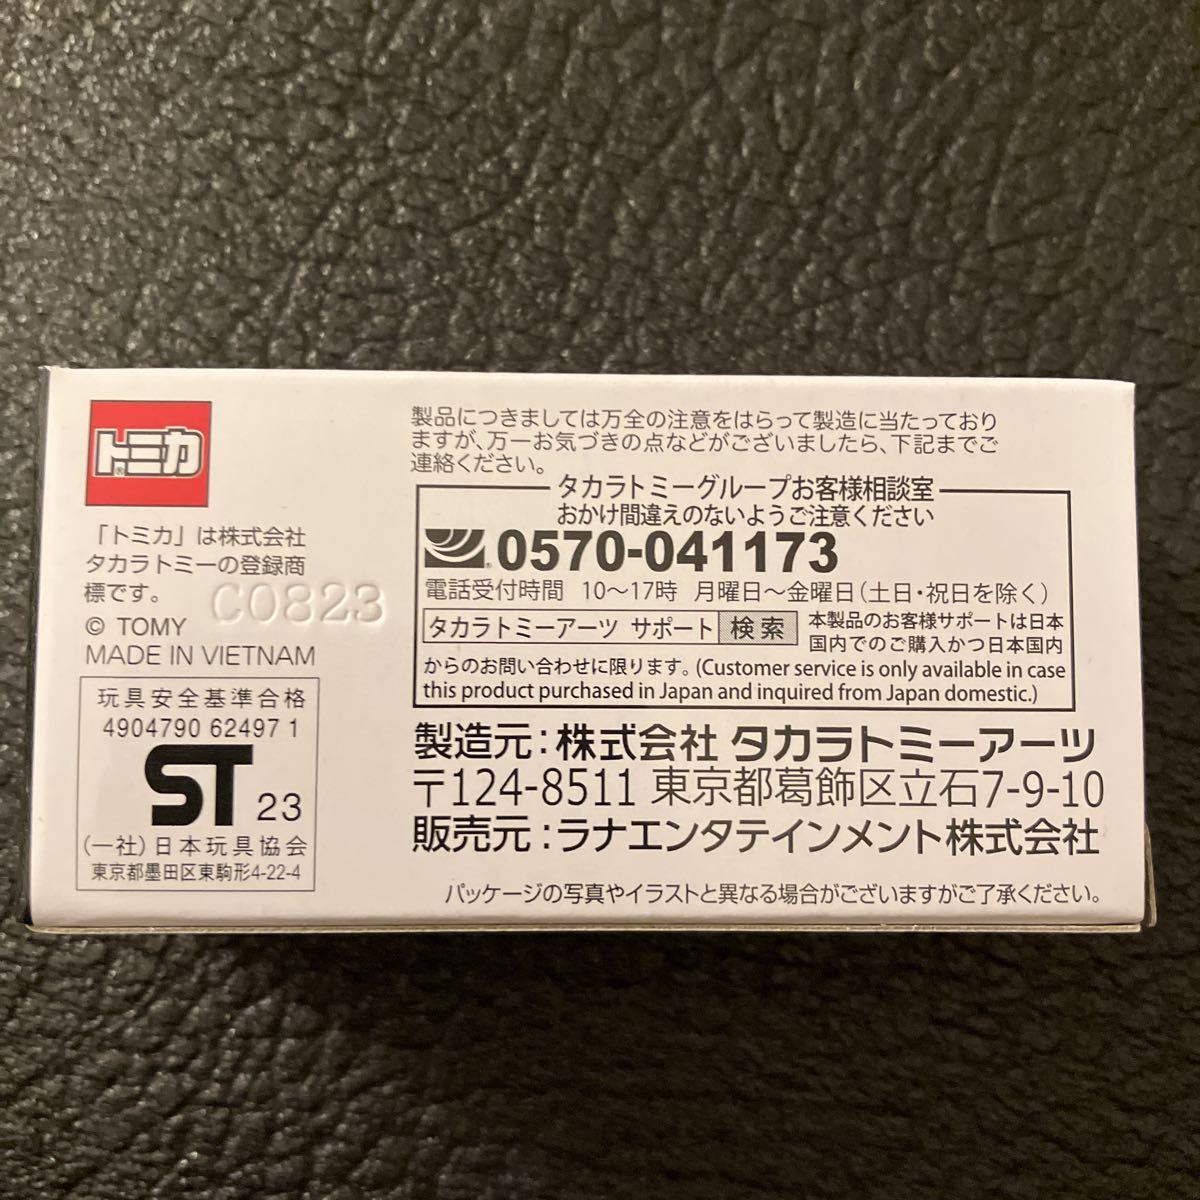 トミカ®
「トミカ」は株式会社
タカラトミーの登録商
標です。
C0823
© TOMY
MADE IN VIETNAM
玩具安全基準合格
4904790 62497 1
ST 23
(一社)日本玩具協会
東京都墨田区東駒形4-22-4
製品につきましては万全の注意をはらって製造に当たっており
ますが、万一お気づきの点などがございましたら、下記までご
連絡ください。
タカラトミーグループお客様相談室
おかけ間違えのないようご注意ください
0570-041173
電話受付時間 10〜17時 月曜日〜金曜日(土日・祝日を除く)
タカラトミーアーツ サポート 検索
本製品のお客様サポートは日本
国内でのご購入かつ日本国内
からのお問い合わせに限ります。(Customer service is only available in case
this product purchased in Japan and inquired from Japan domestic.)
製造元:株式会社 タカラトミーアーツ
〒124-8511 東京都葛飾区立石7-9-10
販売元:ラナエンタテインメント株式会社
パッケージの写真やイラストと異なる場合がございますがご了承ください。